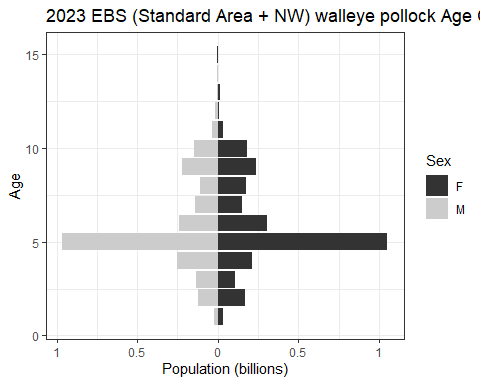 2023 EBS (Standard Area + NW) walleye pollock Age
15
10
5
0
Age
1
0.5
0
0.5
1
Population (billions)
Sex
F
M